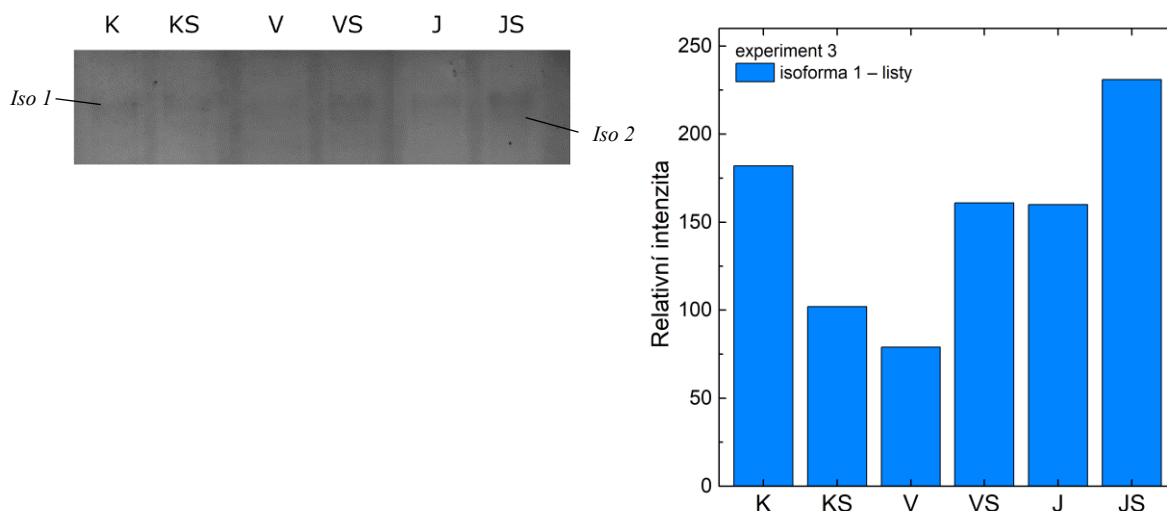 K KS V VS J JS
Iso 1
Iso 2
Relativní intenzita
250
200
150
100
50
0
experiment 3
isoforma 1 – listy
K KS V VS J JS